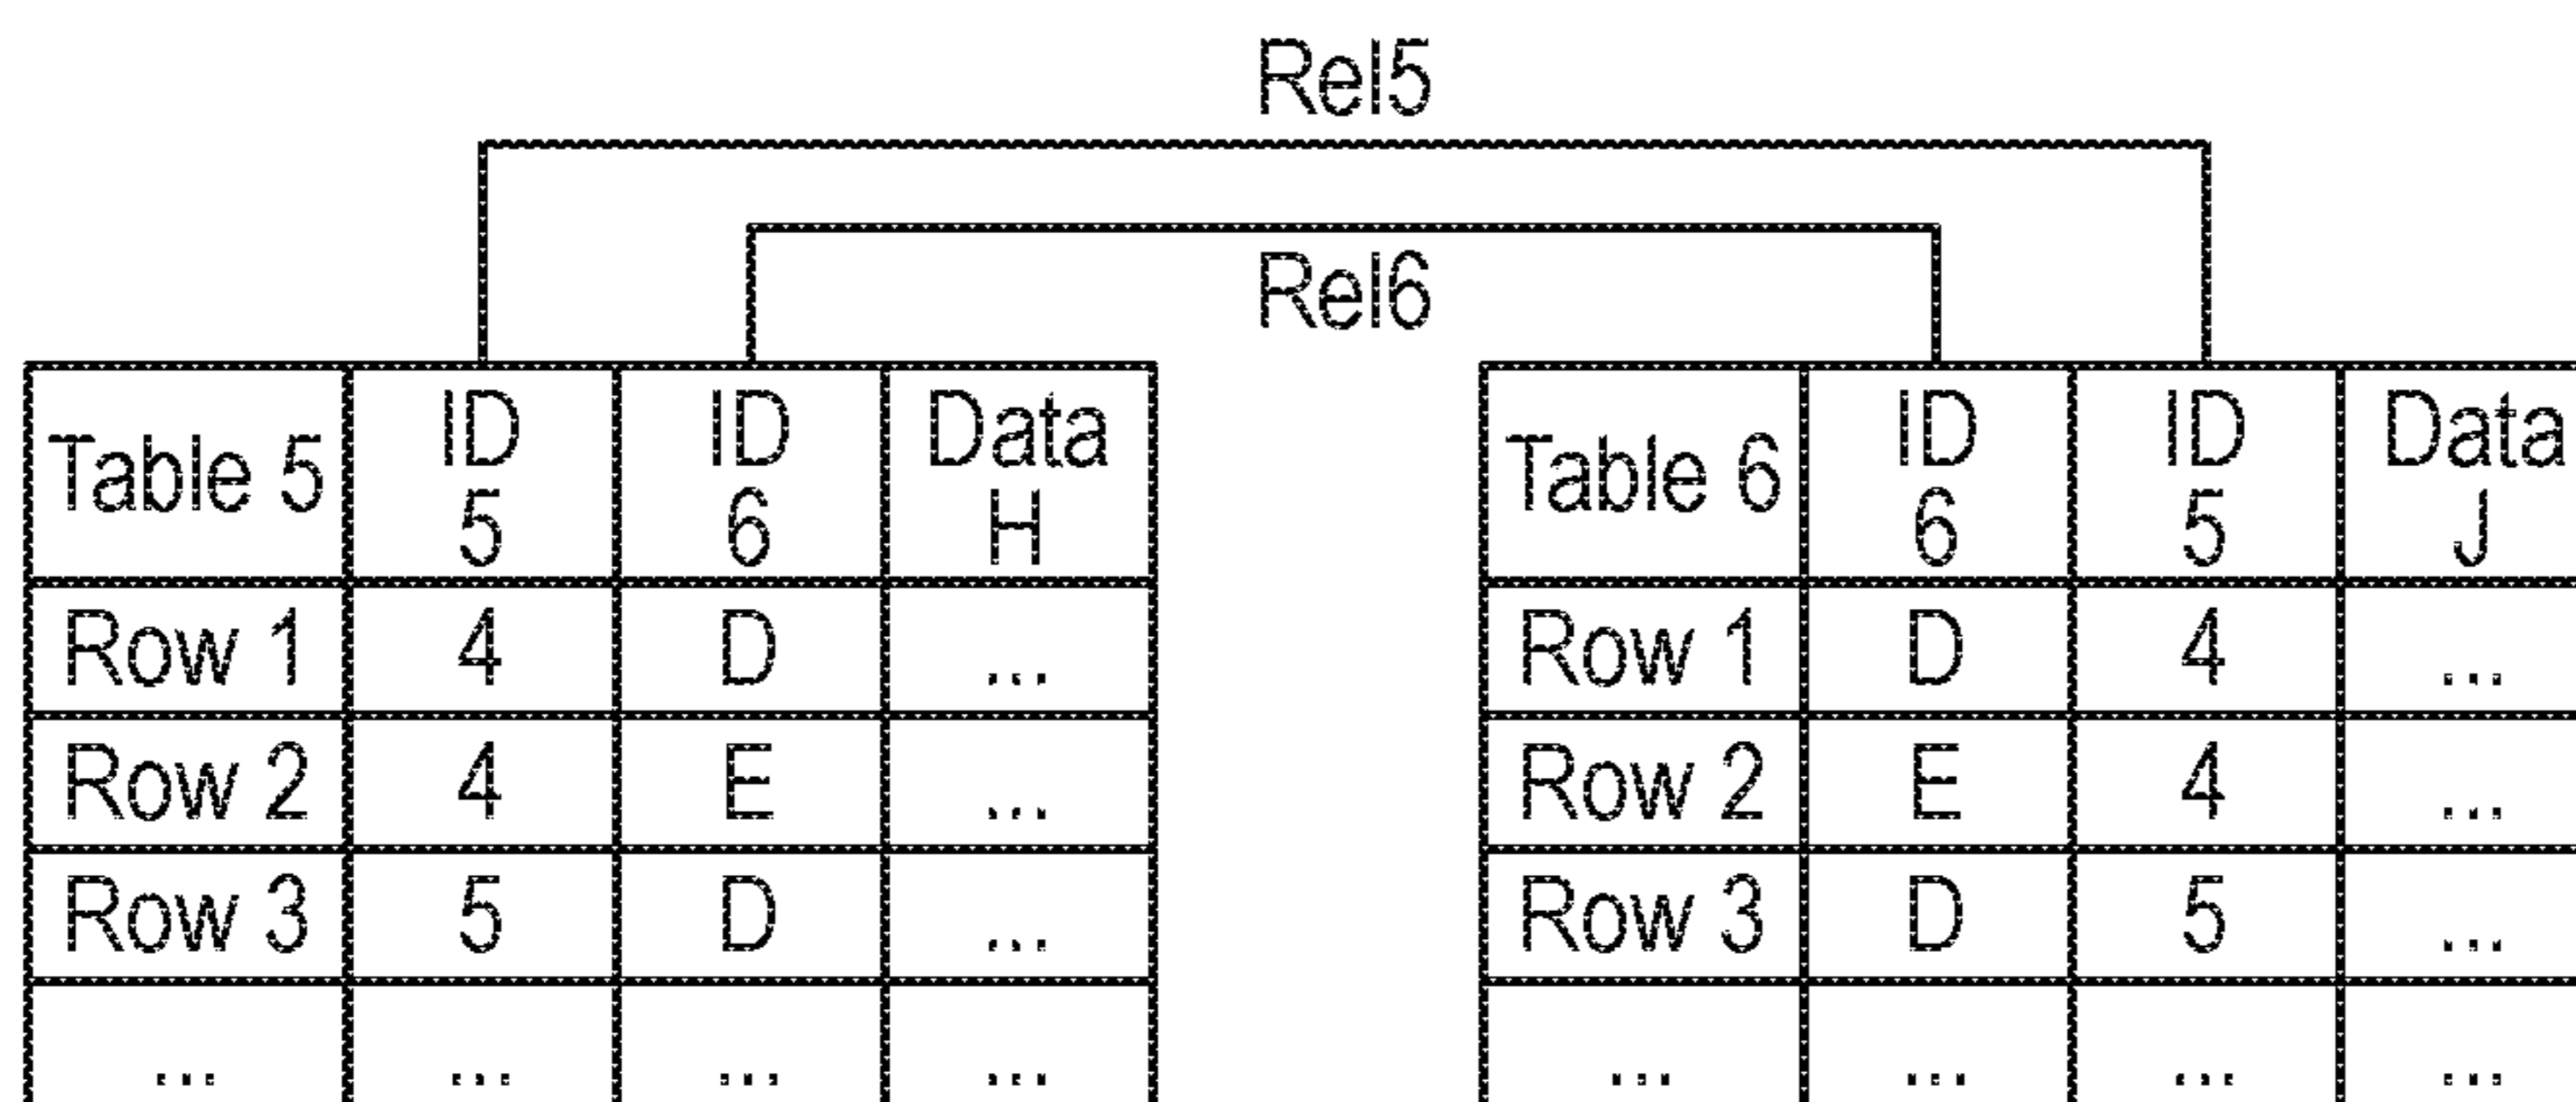 Rel5
Rel6
Table 5 ID 5 ID 6 Data H
Row 1 4 D ...
Row 2 4 E ...
Row 3 5 D ...
... ... ... ...
Table 6 ID 6 ID 5 Data J
Row 1 D 4 ...
Row 2 E 4 ...
Row 3 D 5 ...
... ... ... ...